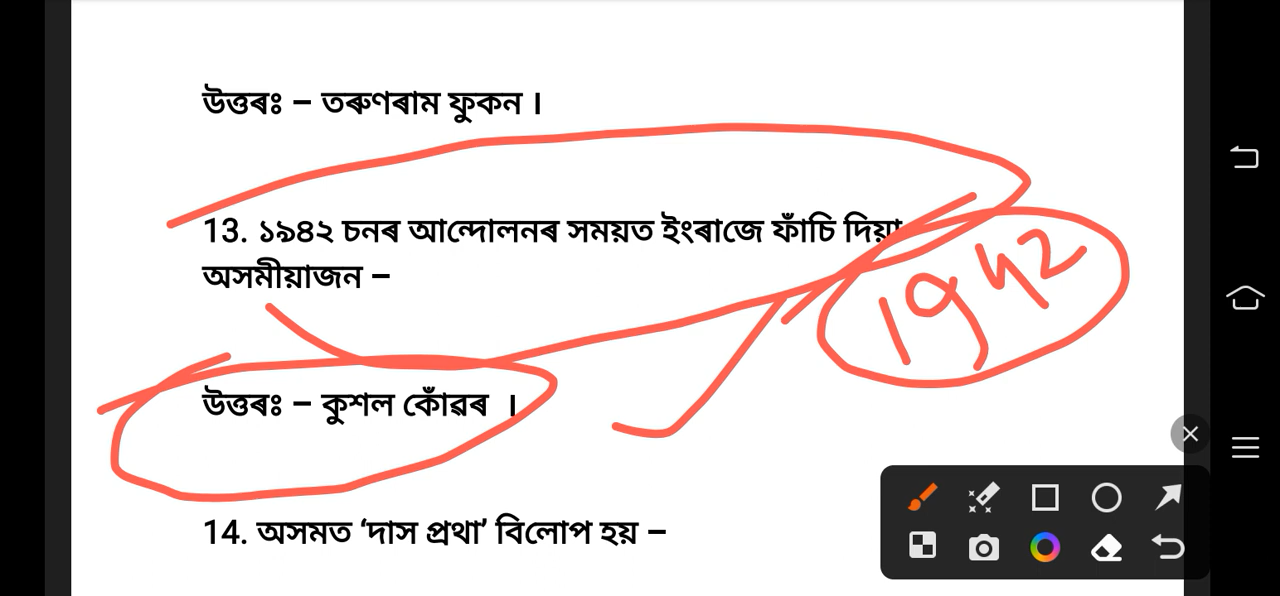 উত্তৰঃ – তৰুণৰাম ফুকন ।
13. ১৯৪২ চনৰ আন্দোলনৰ সময়ত ইংৰাজে ফাঁচি দিয়া
অসমীয়াজন –
1942
উত্তৰঃ – কুশল কোঁৱৰ ।
14. অসমত ‘দাস প্ৰথা’ বিলোপ হয় –